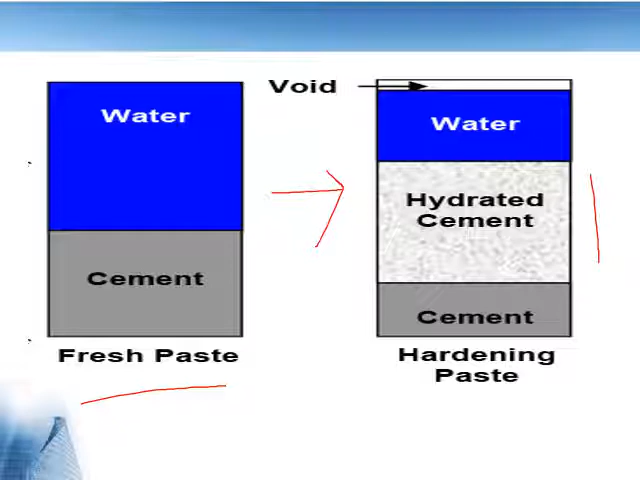 Water
Cement
Fresh Paste
Void
Water
Hydrated
Cement
Cement
Hardening
Paste